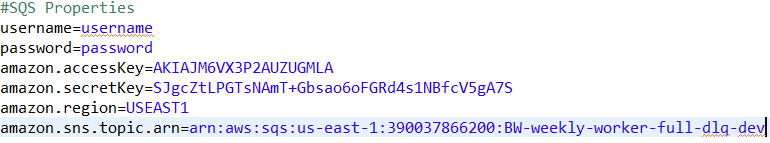 #SQS Properties
username=username
password=password
amazon.accessKey=AKIAJM6VX3P2AUZUGMLA
amazon.secretKey=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
amazon.region=USEAST1
amazon.sns.topic.arn=arn:aws:sqs:us-east-1:390037866200:BW-weekly-worker-full-dlq-dev